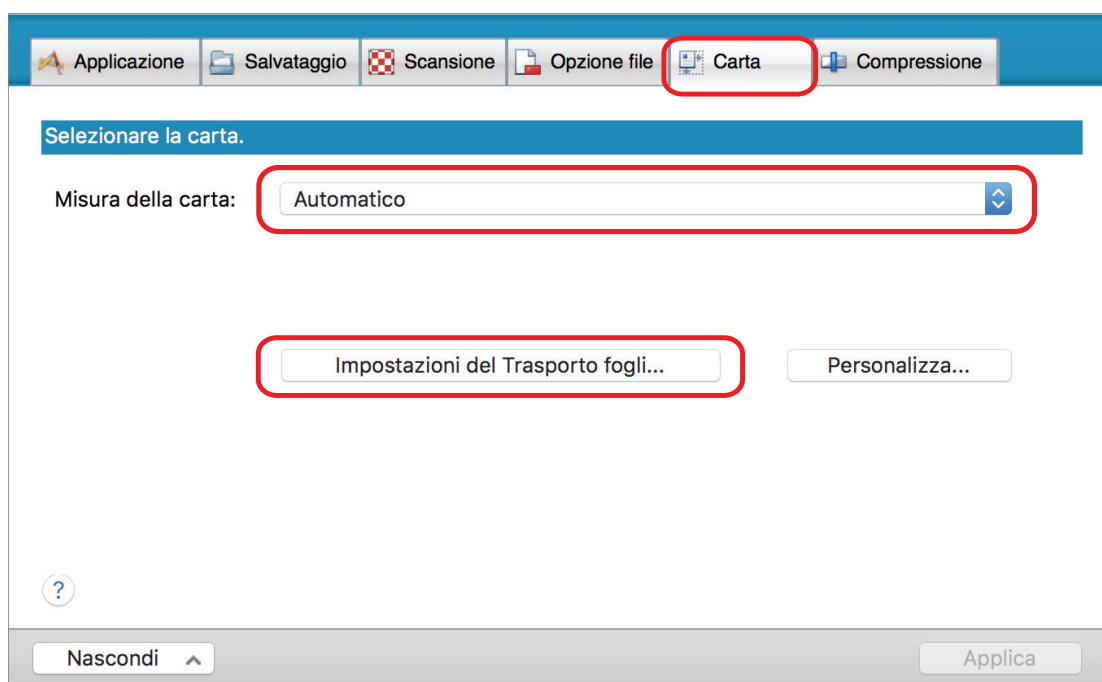 Applicazione Salvataggio Scansione Opzione file Carta Compressione
Selezionare la carta.
Misura della carta: Automatico
Impostazioni del Trasporto fogli... Personalizza...
?
Nascondi Applica